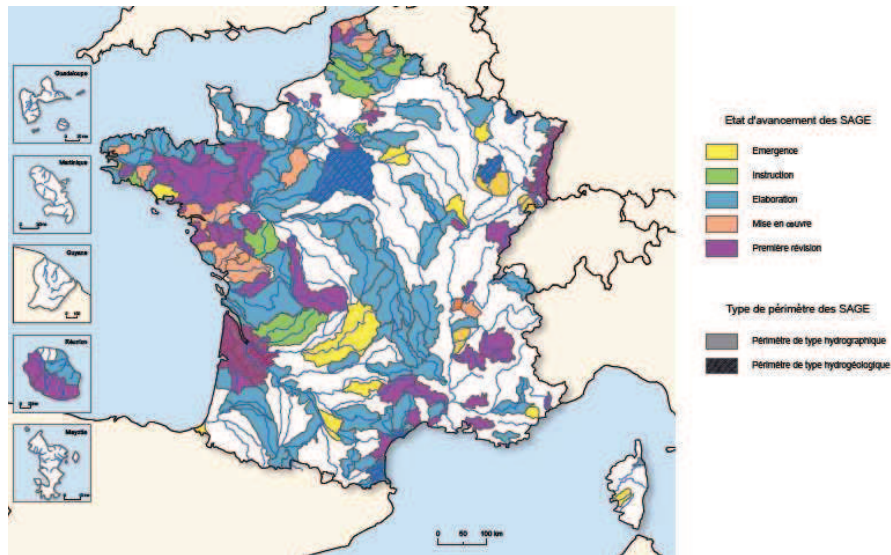 Guadeloupe
Martinique
Guyane
Réunion
Mayotte
0 50 100 km
Etat d'avancement des SAGE
Emergence
Instruction
Elaboration
Mise en œuvre
Première révision
Type de périmètre des SAGE
Périmètre de type hydrographique
Périmètre de type hydrogéologique